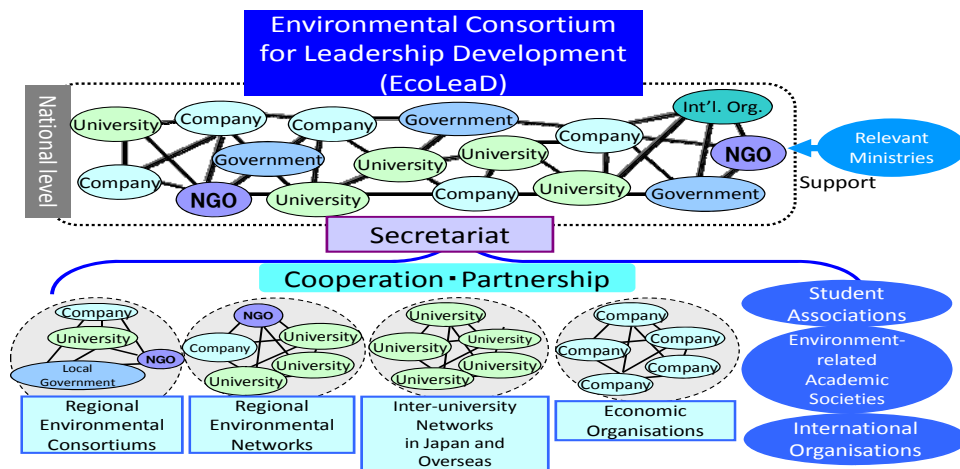 Environmental Consortium
for Leadership Development
(EcoLeaD)
National level
University
Company
Company
Government
Company
Int'l. Org.
Government
University
University
University
NGO
Company
NGO
University
Company
University
Government
Relevant
Ministries
Support
Secretariat
Cooperation・Partnership
Company
University
NGO
Local
Government
Regional
Environmental
Consortiums
NGO
University
Company
University
University
Regional
Environmental
Networks
University
University
University
University
University
Inter-university
Networks
in Japan and
Overseas
Company
Company
Company
Company
Company
Economic
Organisations
Student
Associations
Environment-
related
Academic
Societies
International
Organisations